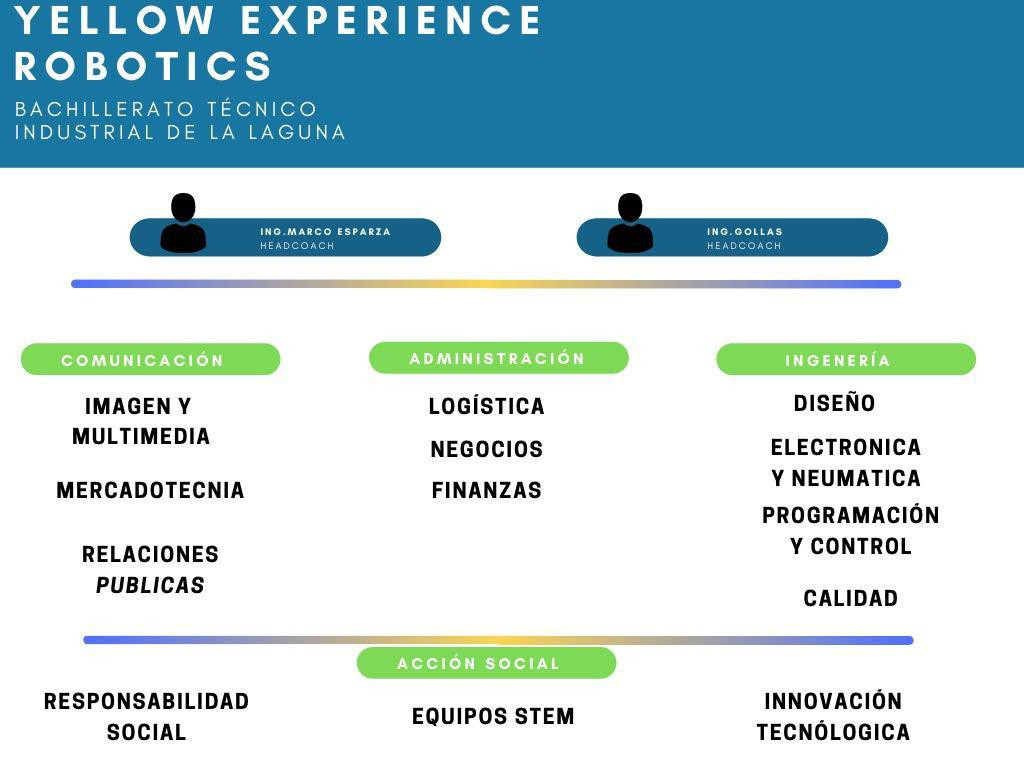 YELLOW EXPERIENCE
ROBOTICS
BACHILLERATO TÉCNICO
INDUSTRIAL DE LA LAGUNA
ING.MARCO ESPARZA
HEADCOACH
ING.GOLLAS
HEADCOACH
COMUNICACIÓN
IMAGEN Y
MULTIMEDIA
MERCADOTECNIA
RELACIONES
PUBLICAS
ADMINISTRACIÓN
LOGÍSTICA
NEGOCIOS
FINANZAS
INGENERÍA
DISEÑO
ELECTRONICA
Y NEUMATICA
PROGRAMACIÓN
Y CONTROL
CALIDAD
ACCIÓN SOCIAL
RESPONSABILIDAD
SOCIAL
EQUIPOS STEM
INNOVACIÓN
TECNÓLOGICA